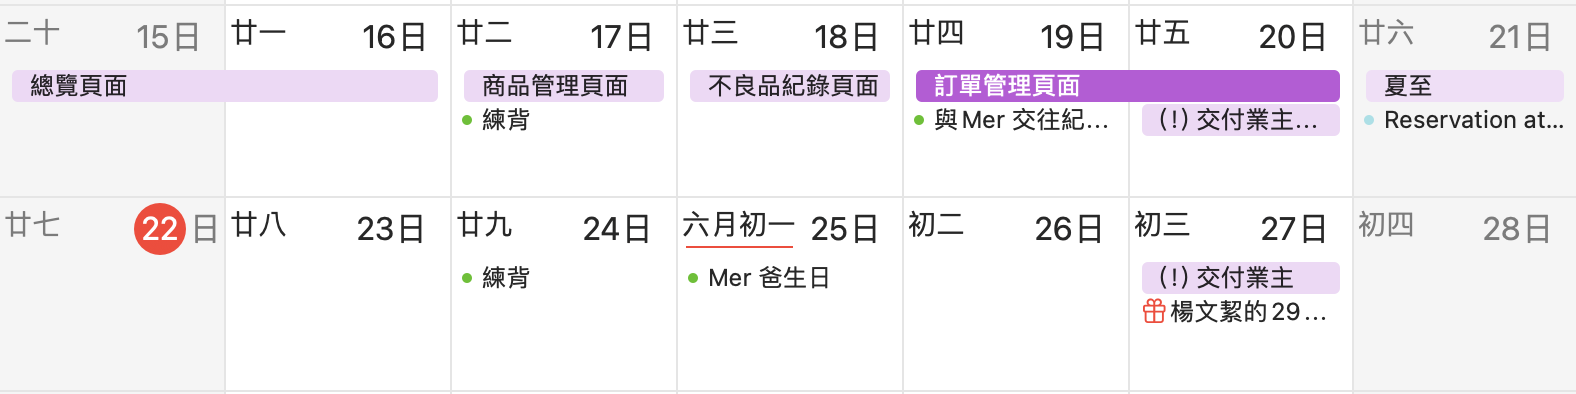 二十 15日 廿一 16日 廿二 17日 廿三 18日 廿四 19日 廿五 20日 廿六 21日
總覽頁面 商品管理頁面 不良品紀錄頁面 訂單管理頁面 夏至
練背 與 Mer 交往紀... (!) 交付業主... Reservation at...
廿七 22日 廿八 23日 廿九 24日 六月初一 25日 初二 26日 初三 27日 初四 28日
練背 Mer 爸生日 (!) 交付業主
楊文絜的 29...